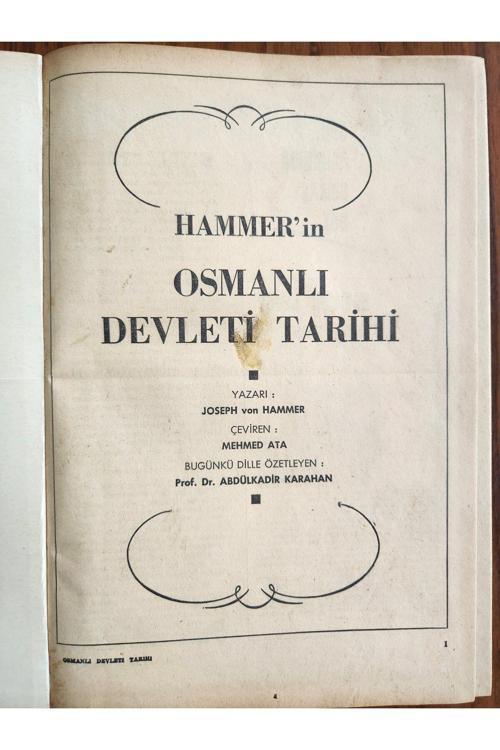 HAMMER'in
OSMANLI
DEVLETİ TARİHİ
YAZARI :
JOSEPH von HAMMER
ÇEVİREN :
MEHMED ATA
BUGÜNKÜ DİLLE ÖZETLEYEN :
Prof. Dr. ABDÜLKADİR KARAHAN
1
OSMANLI DEVLETİ TARİHİ